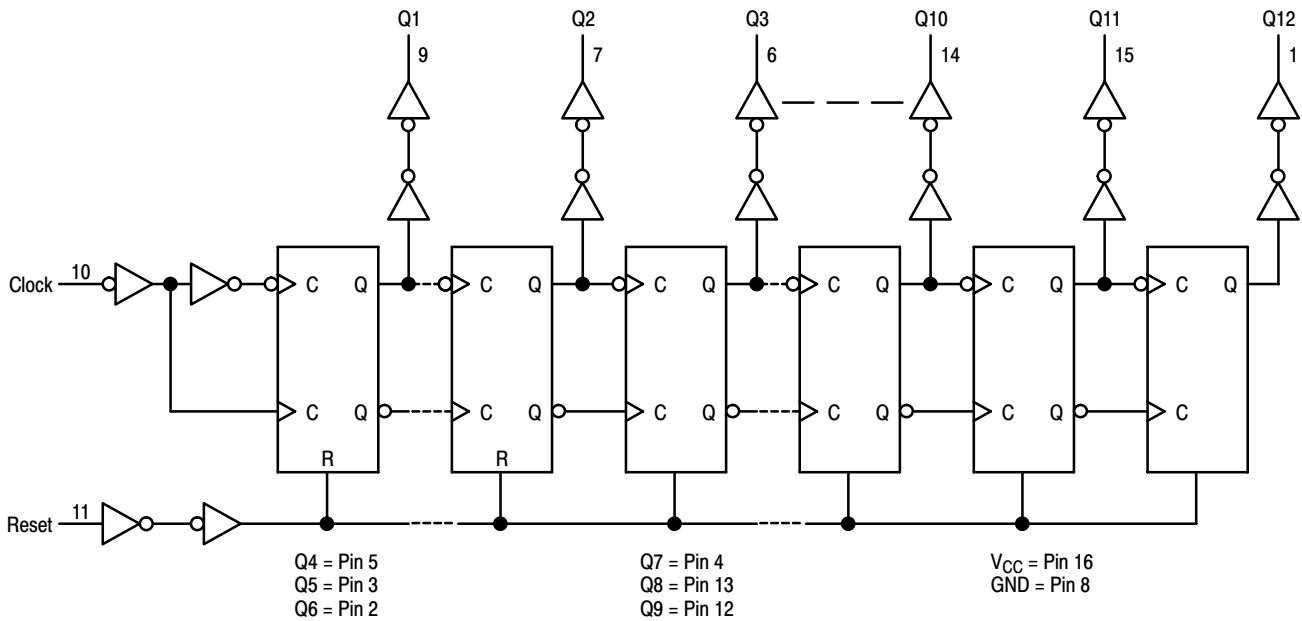 Q1 Q2 Q3 Q10 Q11 Q12
9 7 6 14 15 1
Clock 10 C Q C Q C Q C Q C Q C Q
C Q C Q C Q C Q C Q C
R R
Reset 11
Q4 = Pin 5
Q5 = Pin 3
Q6 = Pin 2
Q7 = Pin 4
Q8 = Pin 13
Q9 = Pin 12
VCC = Pin 16
GND = Pin 8